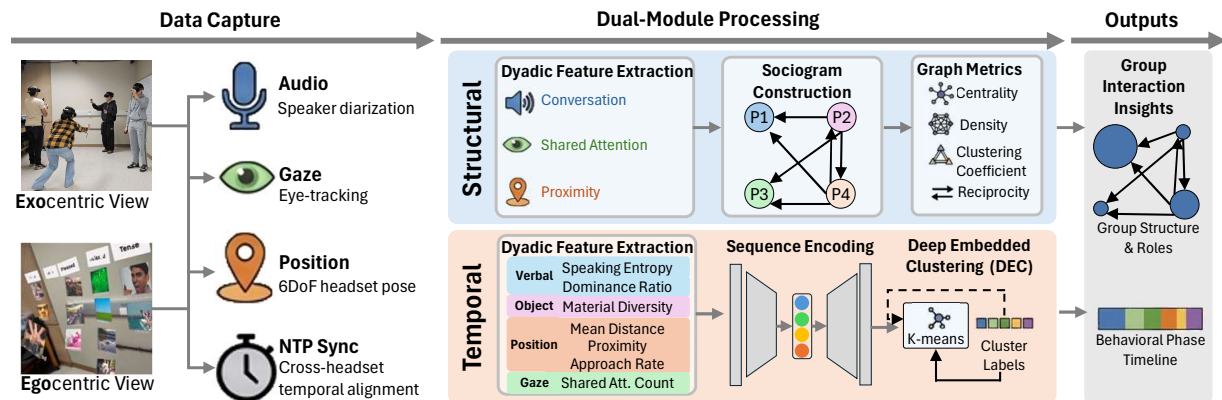 Data Capture
Dual-Module Processing
Outputs
Exocentric View
Egocentric View
Tense
Audio
Speaker diarization
Gaze
Eye-tracking
Position
6DoF headset pose
NTP Sync
Cross-headset
temporal alignment
Structural
Dyadic Feature Extraction
Conversation
Shared Attention
Proximity
Sociogram
Construction
P1
P2
P3
P4
Graph Metrics
Centrality
Density
Clustering
Coefficient
Reciprocity
Temporal
Dyadic Feature Extraction
Verbal
Speaking Entropy
Dominance Ratio
Object
Material Diversity
Position
Mean Distance
Proximity
Approach Rate
Gaze
Shared Att. Count
Sequence Encoding
Deep Embedded
Clustering (DEC)
K-means
Cluster
Labels
Group
Interaction
Insights
Group Structure
& Roles
Behavioral Phase
Timeline